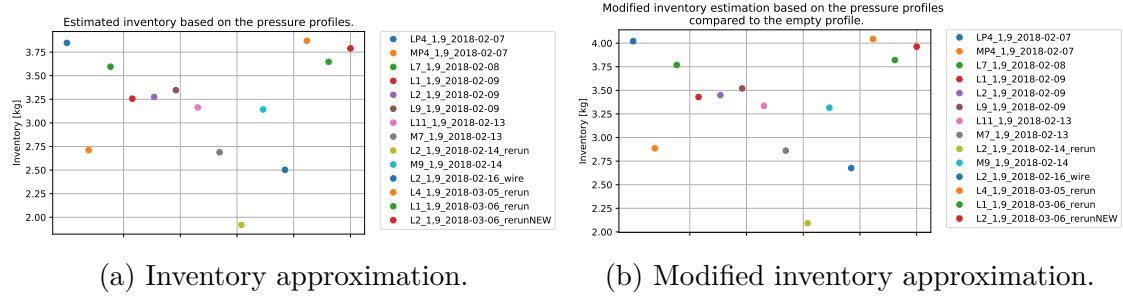 Estimated inventory based on the pressure profiles.
Inventory [kg]
3.75
3.50
3.25
3.00
2.75
2.50
2.25
2.00
LP4_1,9_2018-02-07
MP4_1,9_2018-02-07
L7_1,9_2018-02-08
L1_1,9_2018-02-09
L2_1,9_2018-02-09
L9_1,9_2018-02-09
L11_1,9_2018-02-13
M7_1,9_2018-02-13
L2_1,9_2018-02-14_rerun
M9_1,9_2018-02-14
L2_1,9_2018-02-16_wire
L4_1,9_2018-03-05_rerun
L1_1,9_2018-03-06_rerun
L2_1,9_2018-03-06_rerunNEW
(a) Inventory approximation.
Modified inventory estimation based on the pressure profiles
compared to the empty profile.
Inventory [kg]
4.00
3.75
3.50
3.25
3.00
2.75
2.50
2.25
2.00
LP4_1,9_2018-02-07
MP4_1,9_2018-02-07
L7_1,9_2018-02-08
L1_1,9_2018-02-09
L2_1,9_2018-02-09
L9_1,9_2018-02-09
L11_1,9_2018-02-13
M7_1,9_2018-02-13
L2_1,9_2018-02-14_rerun
M9_1,9_2018-02-14
L2_1,9_2018-02-16_wire
L4_1,9_2018-03-05_rerun
L1_1,9_2018-03-06_rerun
L2_1,9_2018-03-06_rerunNEW
(b) Modified inventory approximation.